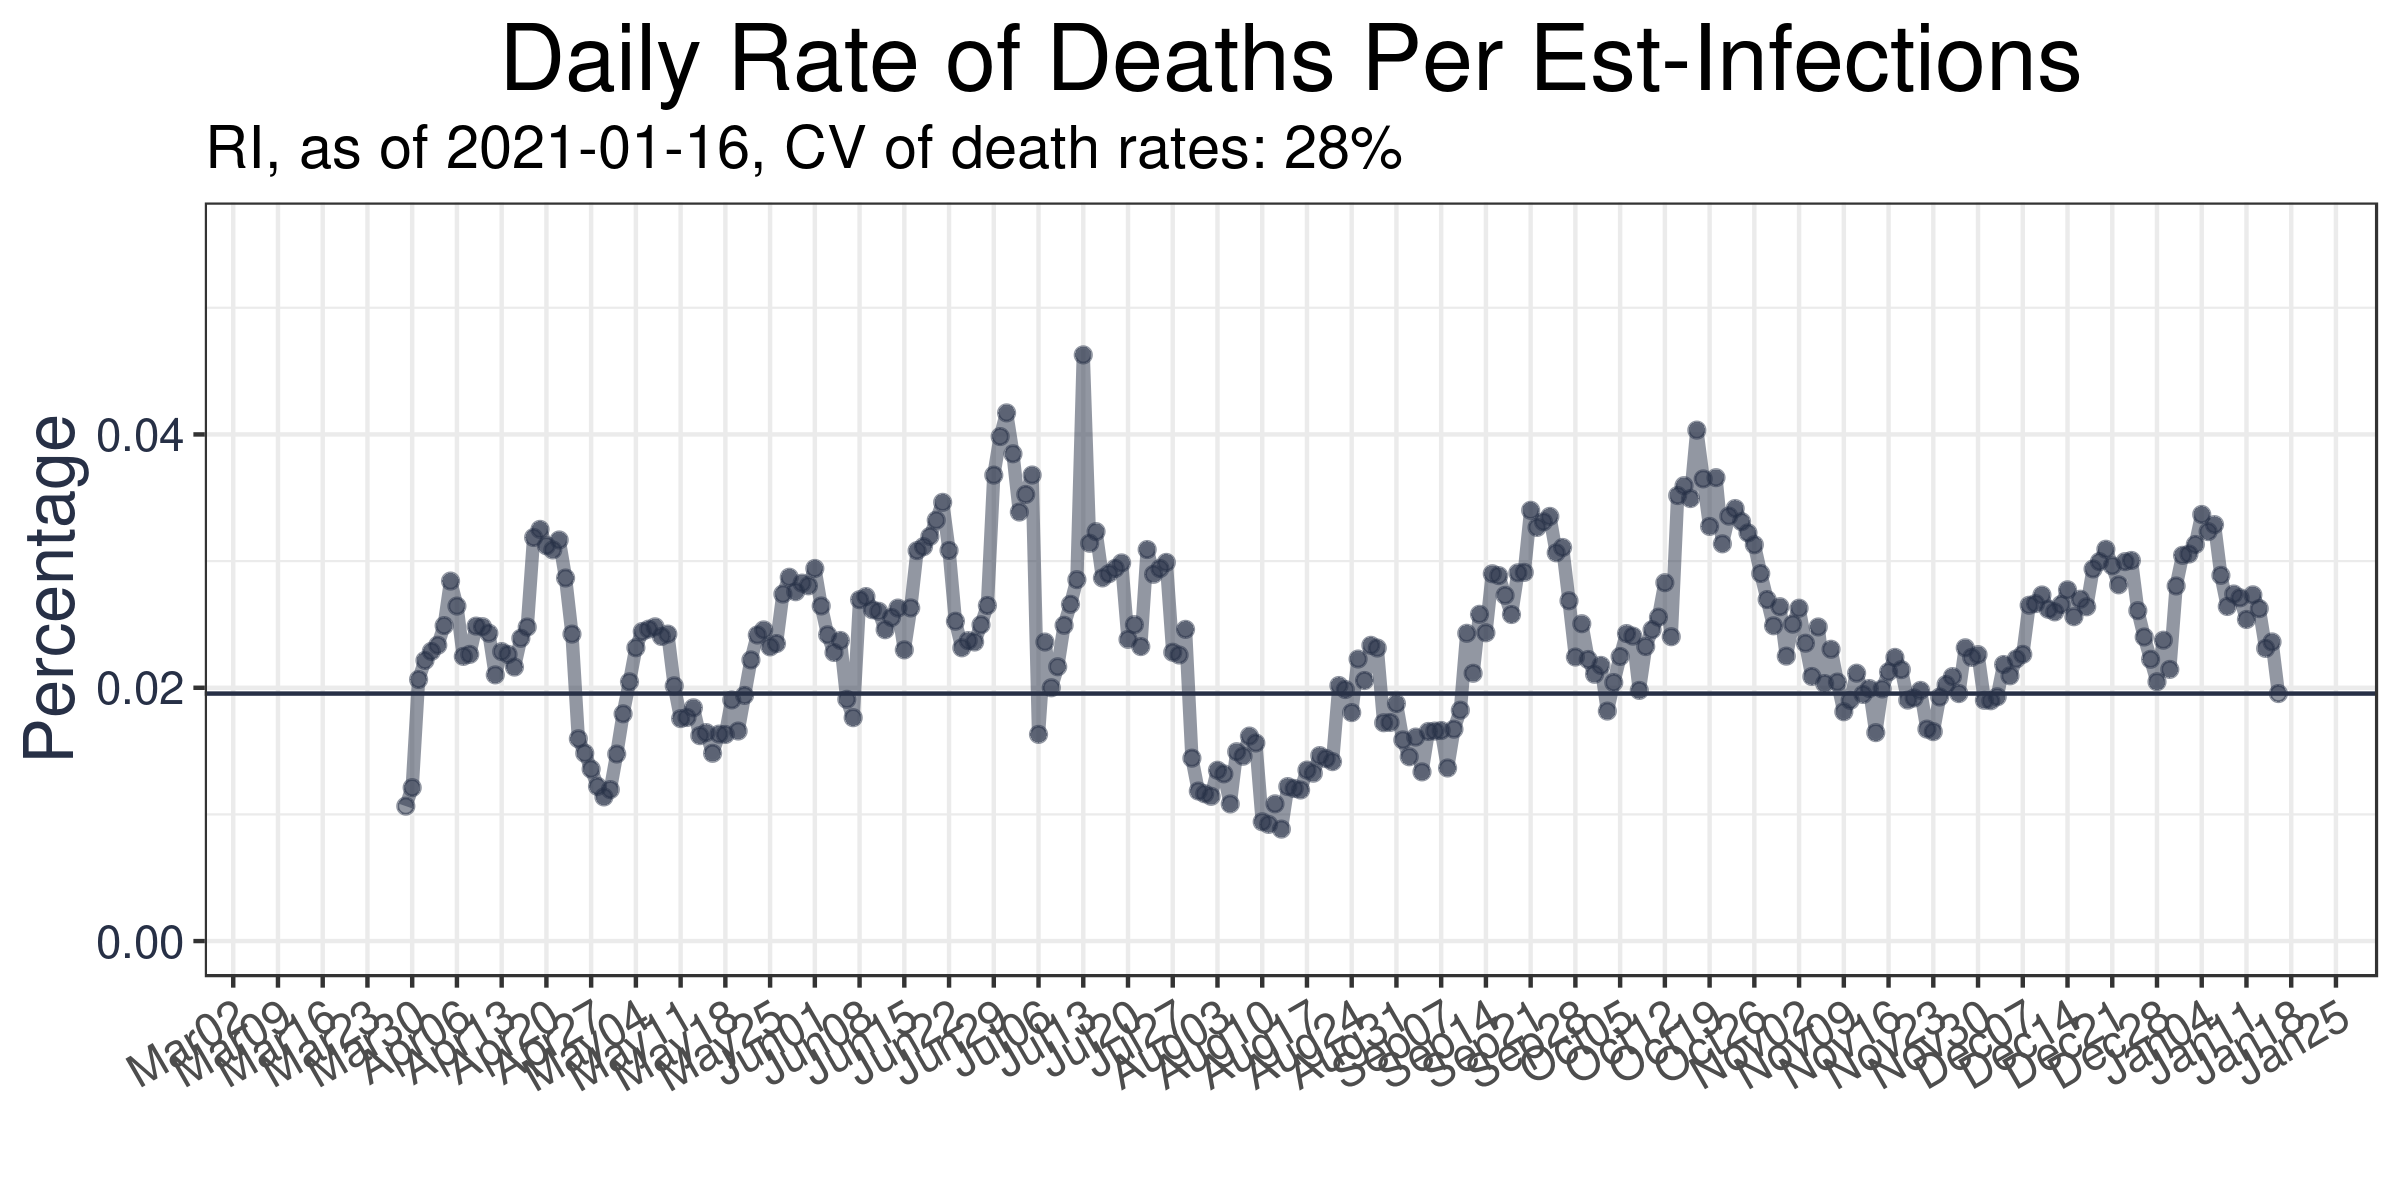 Daily Rate of Deaths Per Est-Infections
RI, as of 2021-01-16, CV of death rates: 28%
Percentage
0.04
0.02
0.00
Mar02
Mar09
Mar16
Mar23
Mar30
Apr06
Apr13
Apr20
Apr27
May04
May11
May18
May25
Jun01
Jun08
Jun15
Jun22
Jun29
Jul06
Jul13
Jul20
Jul27
Aug03
Aug10
Aug17
Aug24
Aug31
Sep07
Sep14
Sep21
Sep28
Oct05
Oct12
Oct19
Oct26
Nov02
Nov09
Nov16
Nov23
Nov30
Dec07
Dec14
Dec21
Dec28
Jan04
Jan11
Jan18
Jan25